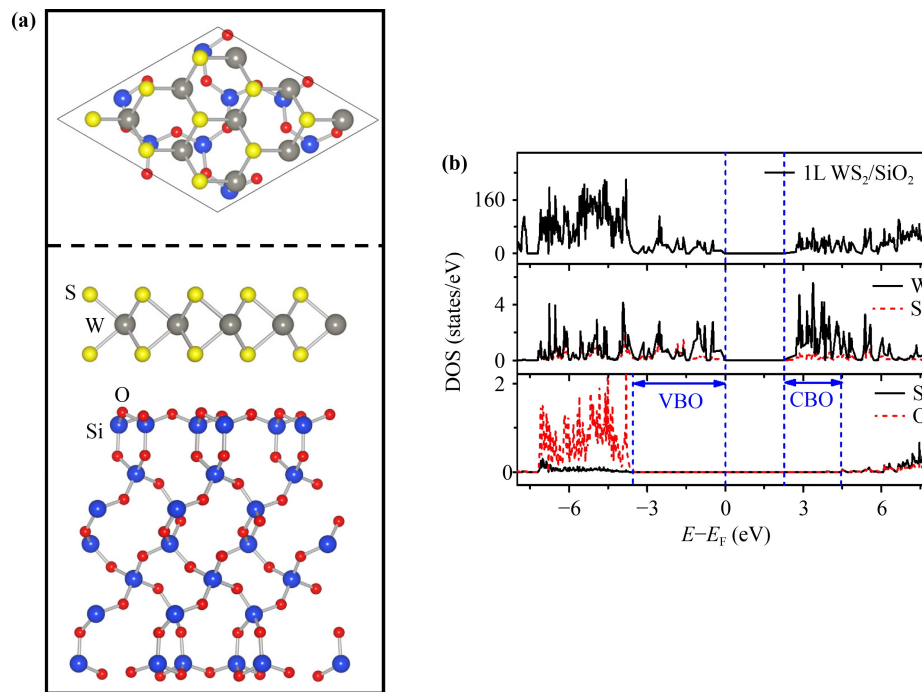 (a)
S
W
O
Si
(b)
1L WS₂/SiO₂
160
0
W
S
4
0
DOS (states/eV)
VBO
CBO
S
O
2
0
−6
−3
0
3
6
E−E_F (eV)